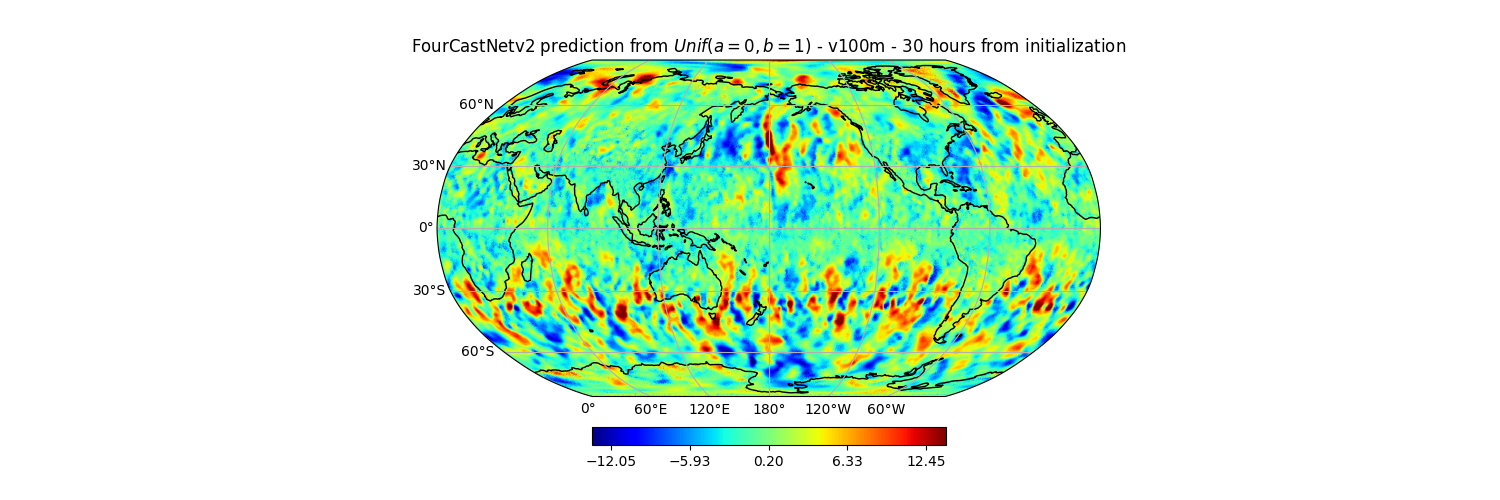 FourCastNetv2 prediction from Unif(a = 0, b = 1) - v100m - 30 hours from initialization
60°N
30°N
0°
30°S
60°S
0° 60°E 120°E 180° 120°W 60°W
−12.05 −5.93 0.20 6.33 12.45